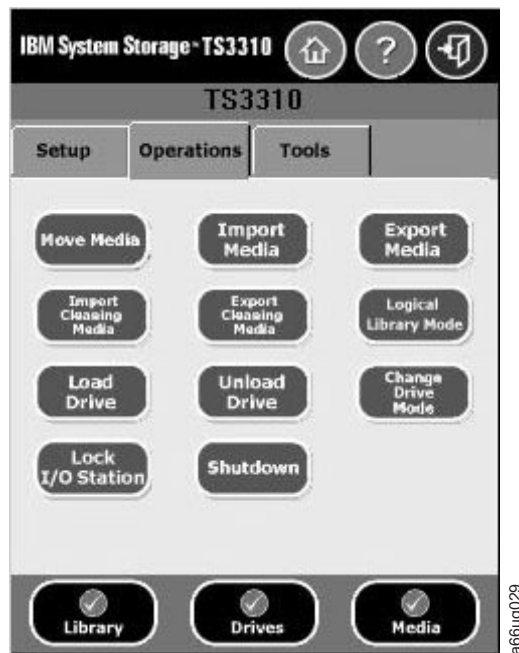 IBM System Storage™ TS3310
?
TS3310
Setup Operations Tools
Move Media
Import
Media
Export
Media
Import
Cleaning
Media
Export
Cleaning
Media
Logical
Library Mode
Load
Drive
Unload
Drive
Change
Drive
Mode
Lock
I/O Station
Shutdown
Library
Drives
Media
a66ug029